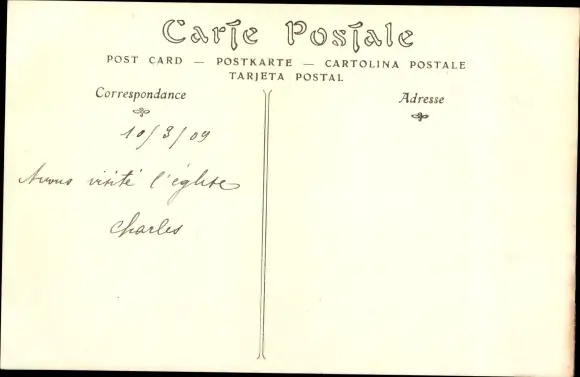 Carte Postale
POST CARD — POSTKARTE — CARTOLINA POSTALE
TARJETA POSTAL
Correspondance
Adresse
10/3/09
Avons visité l'église
Charles